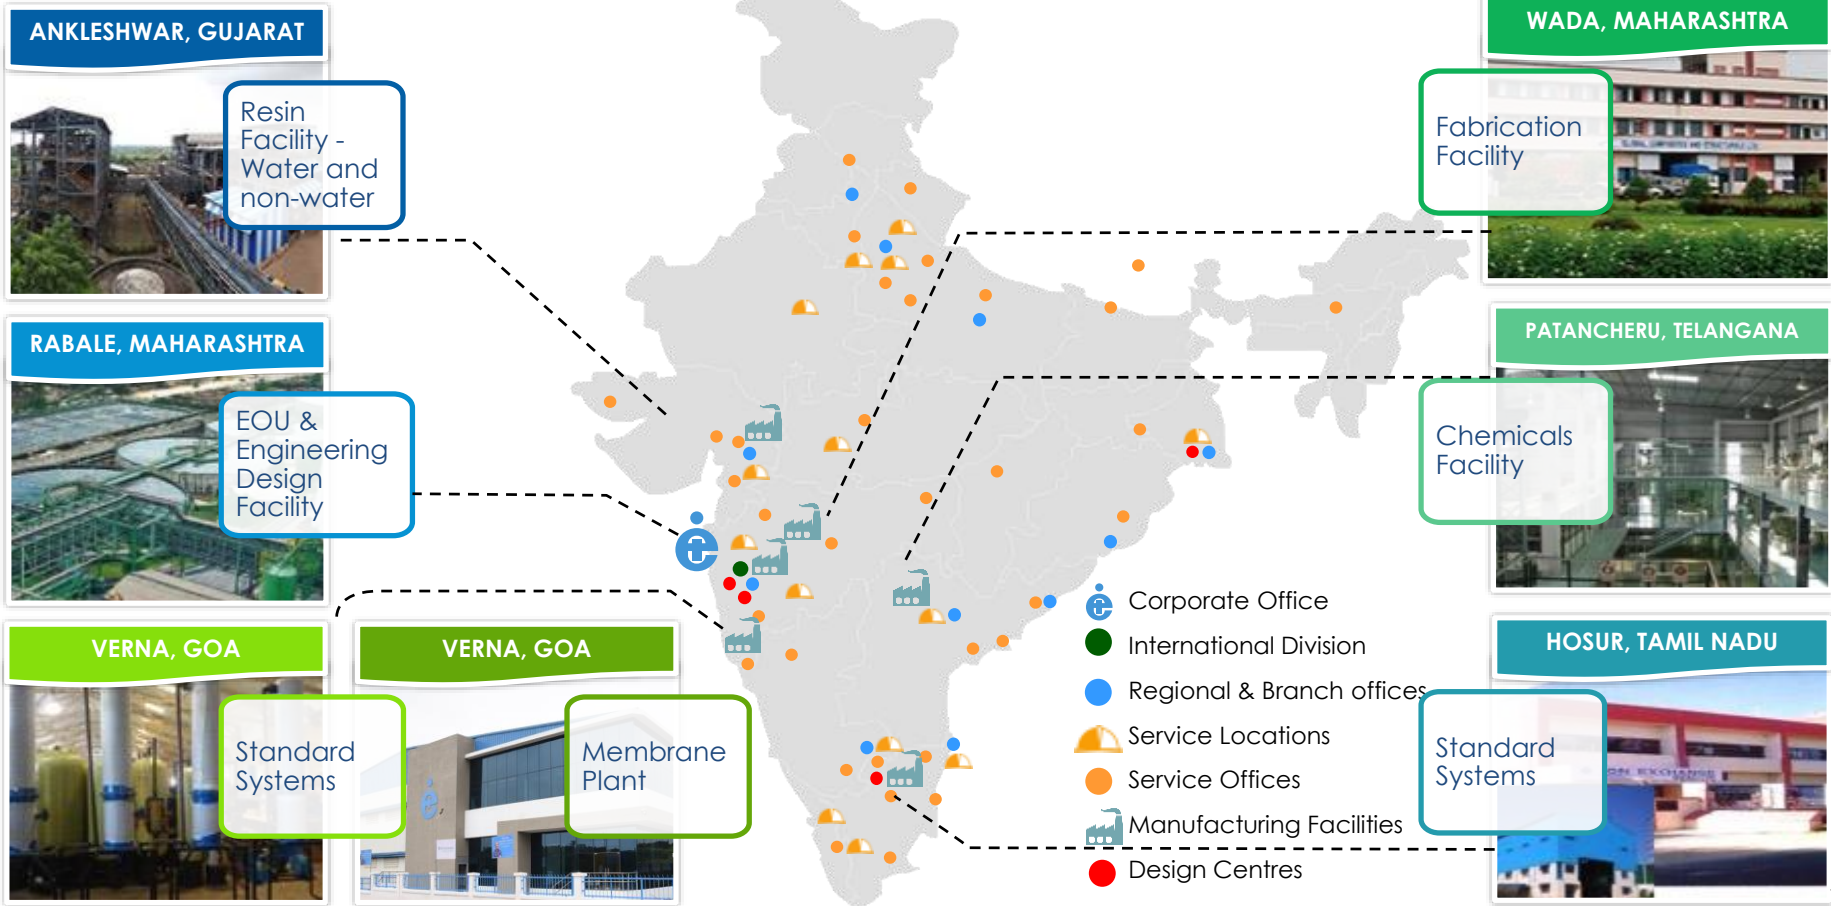 ANKLESHWAR, GUJARAT
Resin
Facility -
Water and
non-water
RABALE, MAHARASHTRA
EOU &
Engineering
Design
Facility
VERNA, GOA
Standard
Systems
VERNA, GOA
Membrane
Plant
WADA, MAHARASHTRA
Fabrication
Facility
PATANCHERU, TELANGANA
Chemicals
Facility
HOSUR, TAMIL NADU
Standard
Systems
ION EXCHANGE
Corporate Office
International Division
Regional & Branch offices
Service Locations
Service Offices
Manufacturing Facilities
Design Centres